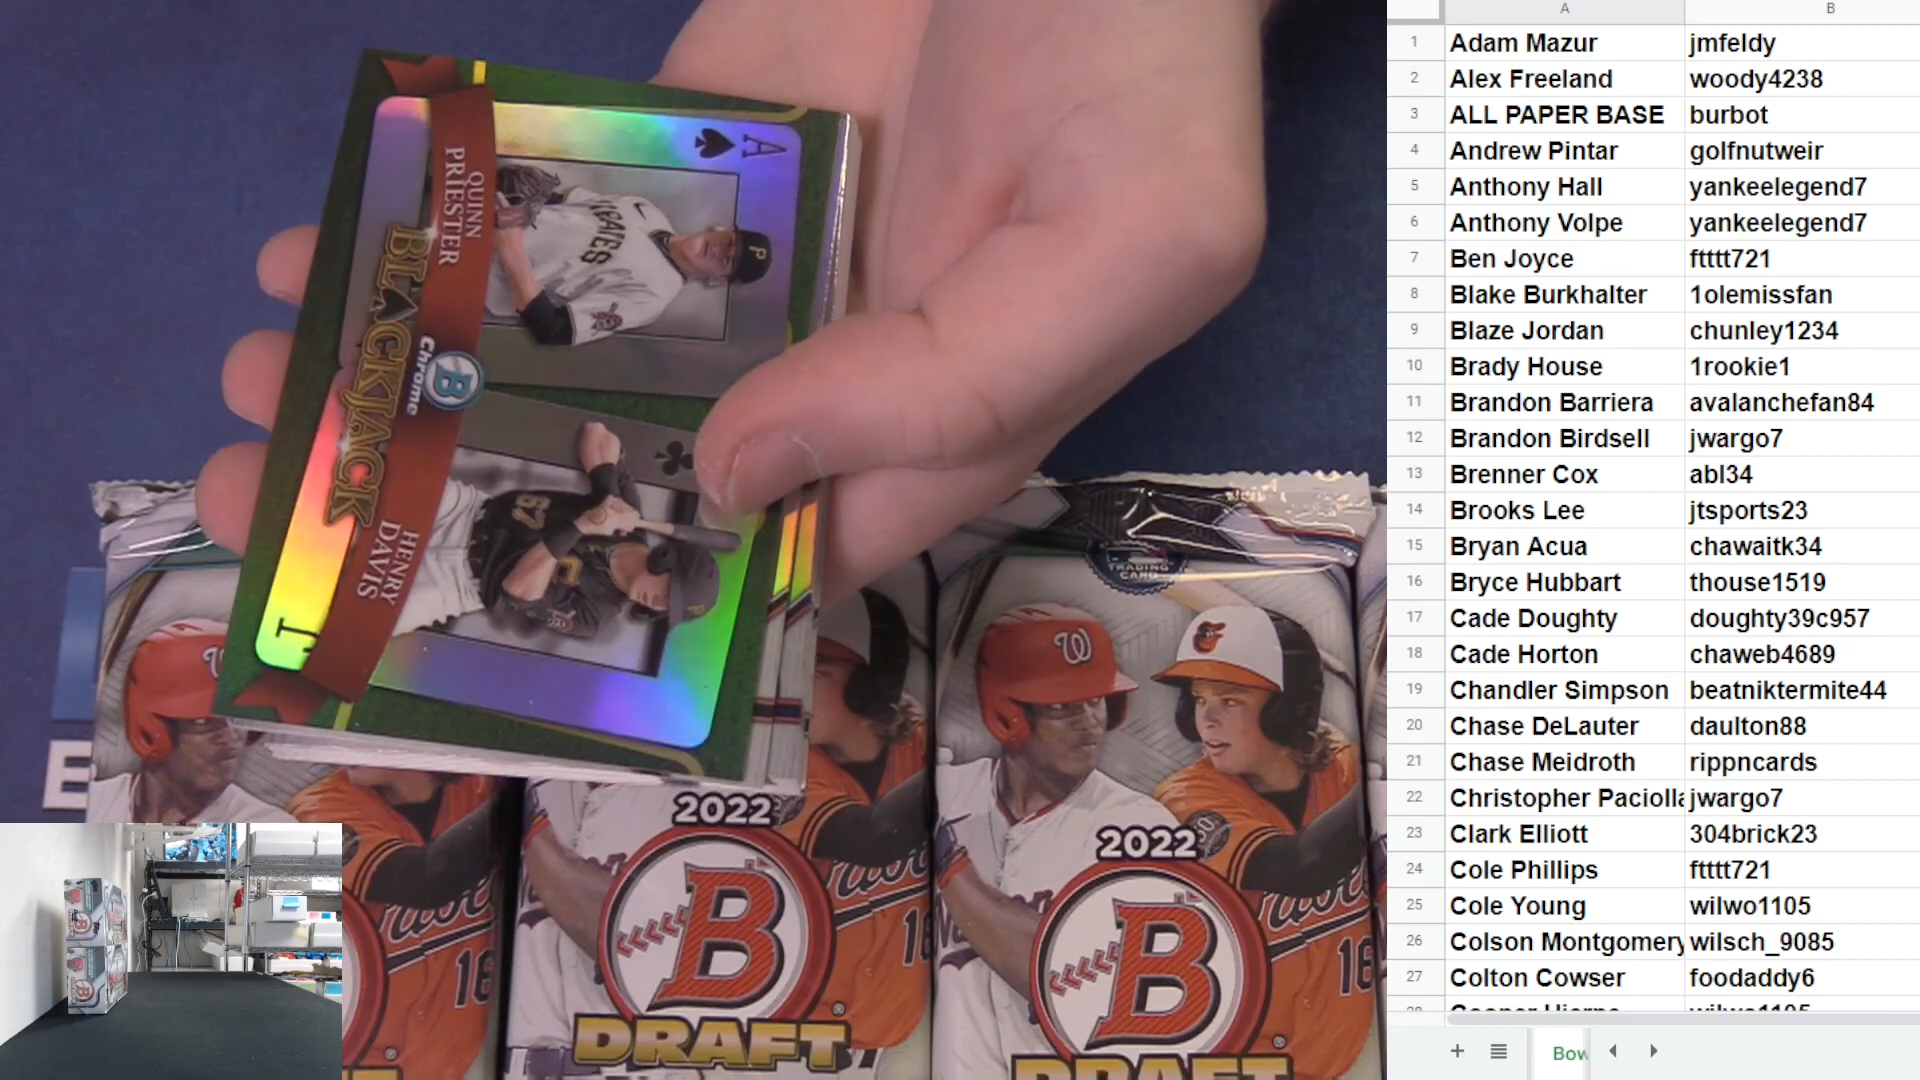 A
QUINN
PRIESTER
PIRATES
P
BLACKJACK
B
Chrome
HENRY
DAVIS
67
J
TRADING
CARD
W
2022
B
DRAFT
16
2022
B
DRAFT
16
A B
1 Adam Mazur jmfeldy
2 Alex Freeland woody4238
3 ALL PAPER BASE burbot
4 Andrew Pintar golfnutweir
5 Anthony Hall yankeelegend7
6 Anthony Volpe yankeelegend7
7 Ben Joyce ftttt721
8 Blake Burkhalter 1olemissfan
9 Blaze Jordan chunley1234
10 Brady House 1rookie1
11 Brandon Barriera avalanchefan84
12 Brandon Birdsell jwargo7
13 Brenner Cox abl34
14 Brooks Lee jtsports23
15 Bryan Acua chawaitk34
16 Bryce Hubbart thouse1519
17 Cade Doughty doughty39c957
18 Cade Horton chaweb4689
19 Chandler Simpson beatniktermite44
20 Chase DeLauter daulton88
21 Chase Meidroth rippncards
22 Christopher Paciolla jwargo7
23 Clark Elliott 304brick23
24 Cole Phillips ftttt721
25 Cole Young wilwo1105
26 Colson Montgomery wilsch_9085
27 Colton Cowser foodaddy6
Bow